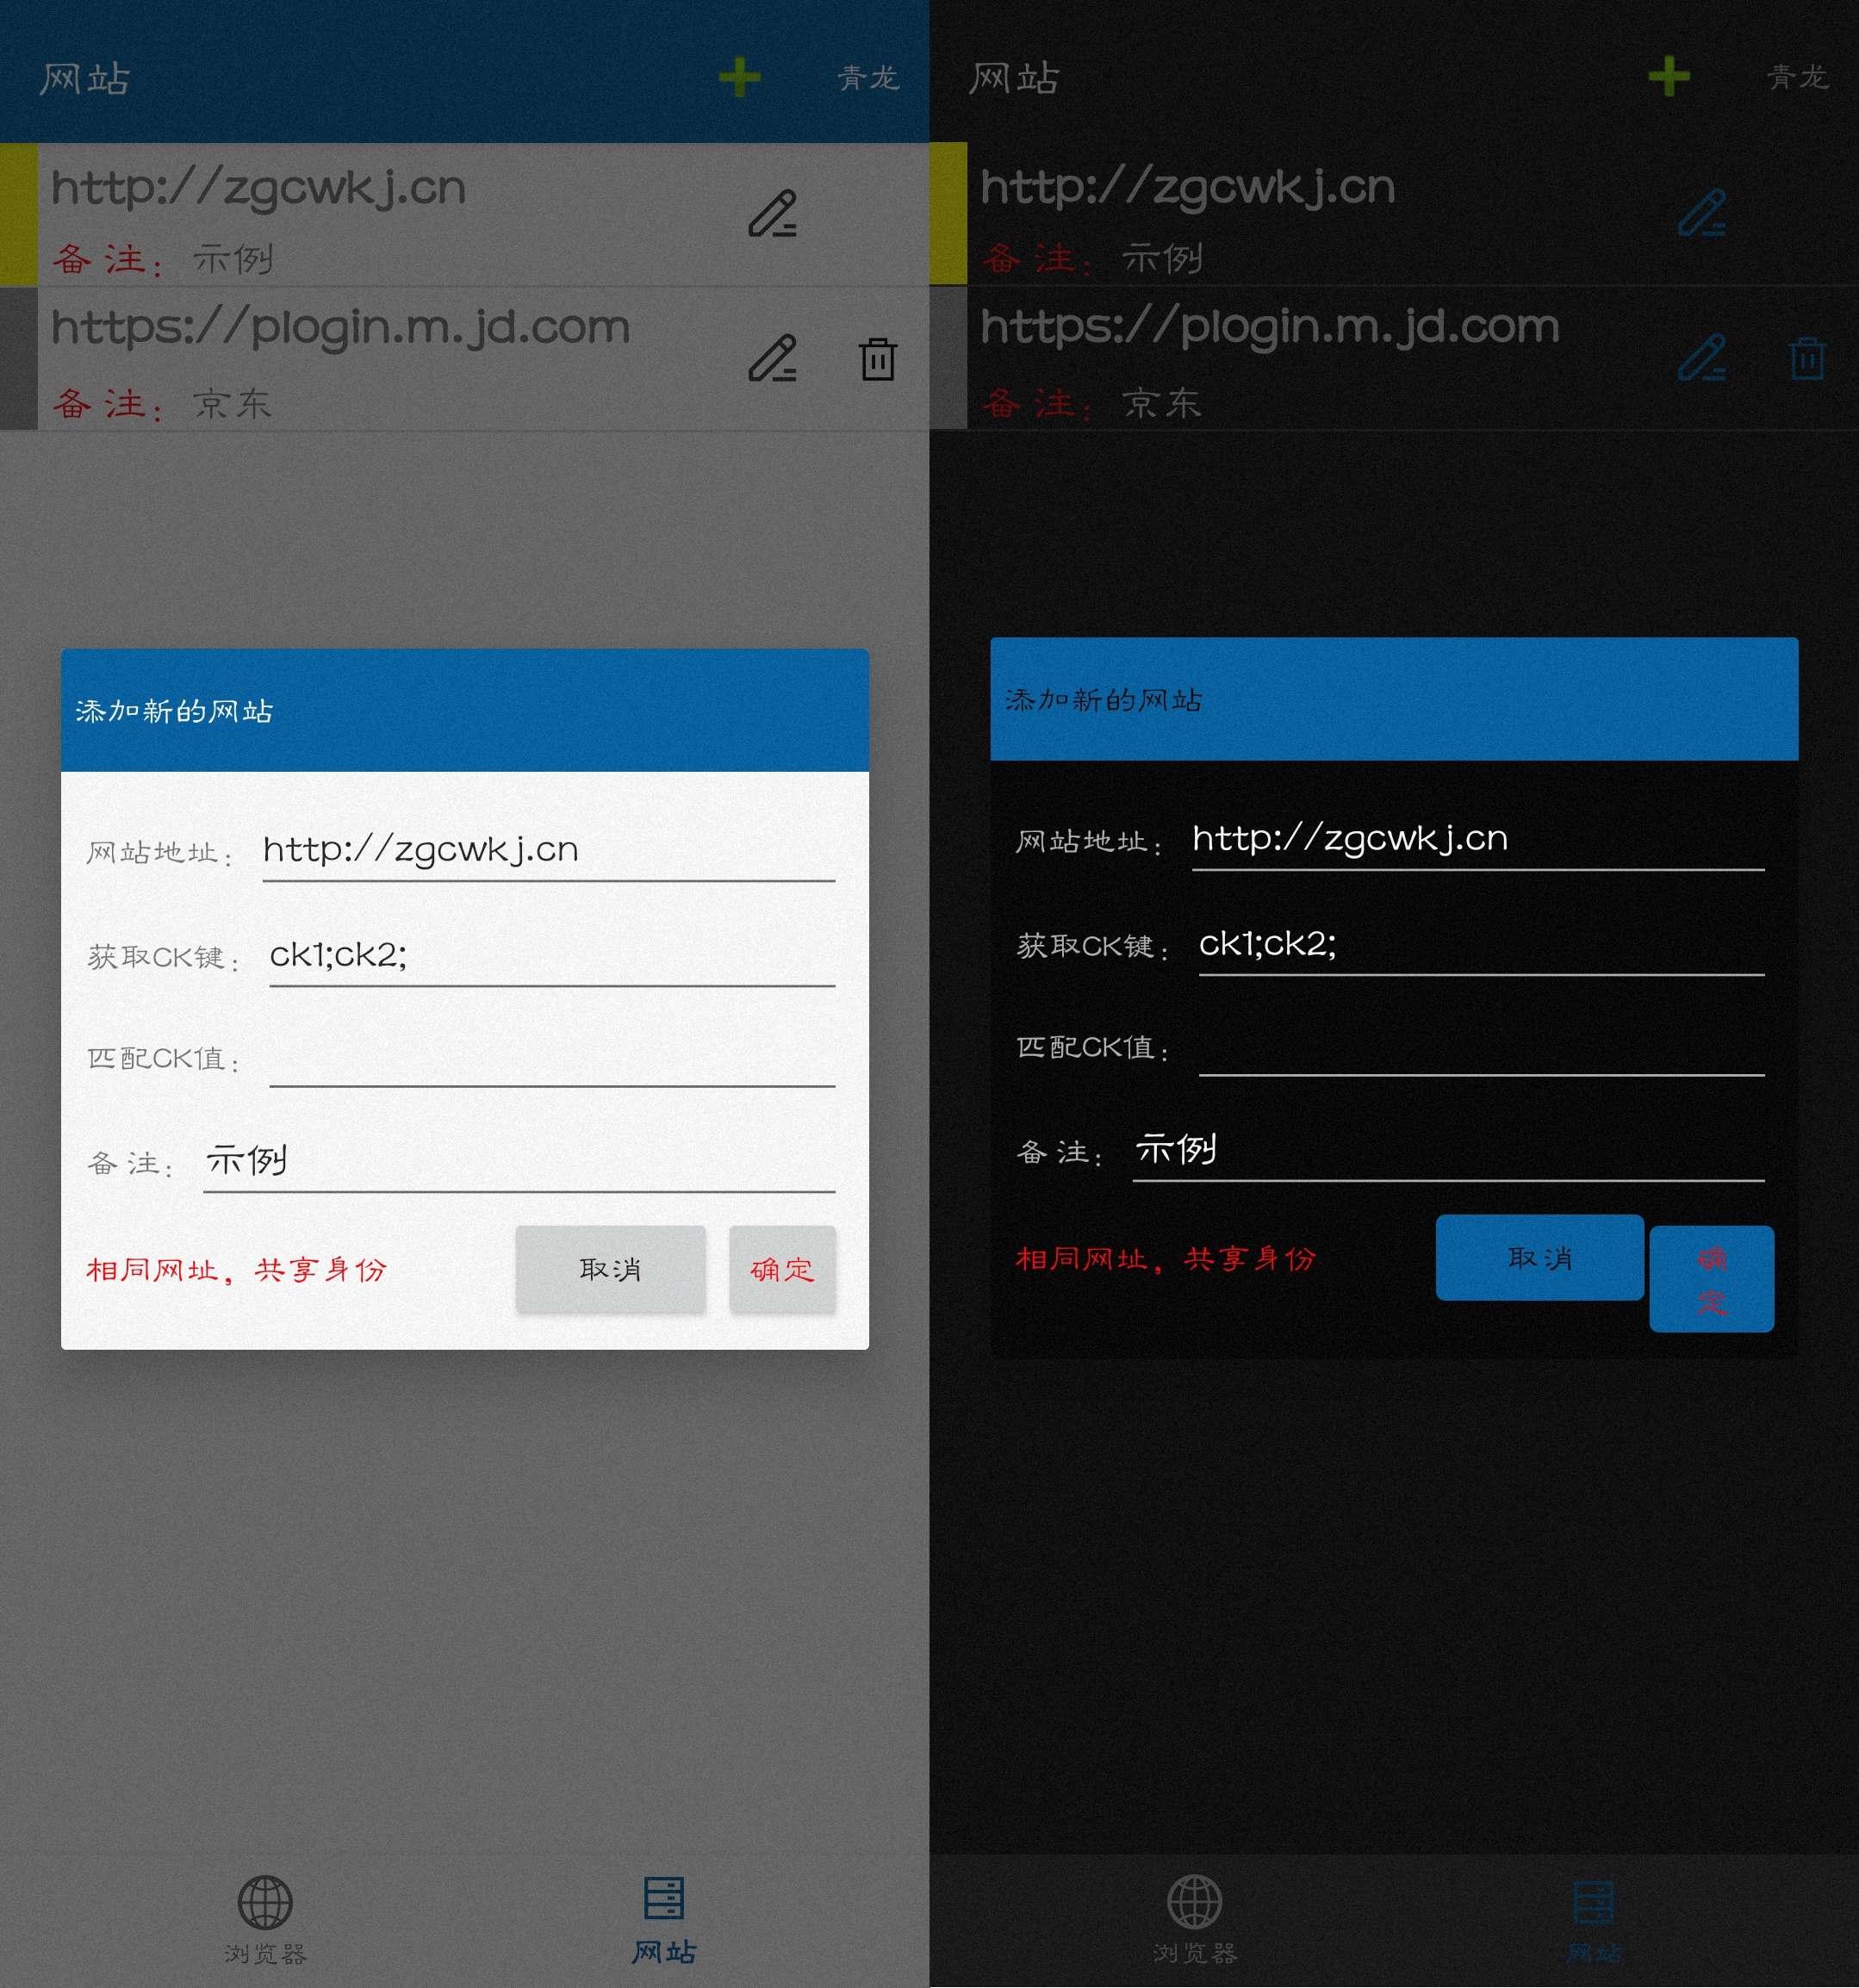 网站 青龙
http://zgcwkj.cn
备 注： 示例
https://plogin.m.jd.com
备 注： 京东
添加新的网站
网站地址： http://zgcwkj.cn
获取CK键： ck1;ck2;
匹配CK值：
备 注： 示例
相同网址，共享身份 取消 确定
浏览器 网站
网站 青龙
http://zgcwkj.cn
备 注： 示例
https://plogin.m.jd.com
备 注： 京东
添加新的网站
网站地址： http://zgcwkj.cn
获取CK键： ck1;ck2;
匹配CK值：
备 注： 示例
相同网址，共享身份 取消 确
定
浏览器 网站